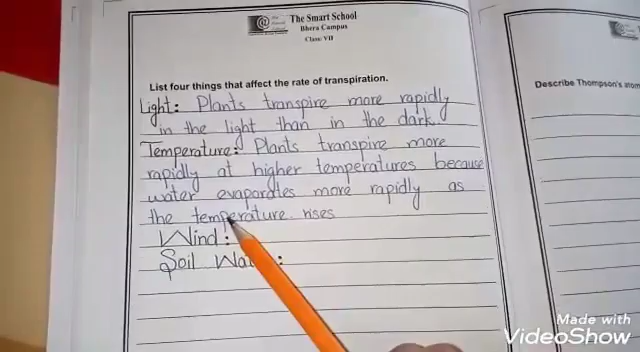 The Smart School
Bhera Campus
Class: VII
List four things that affect the rate of transpiration.
Light: Plants transpire more rapidly
in the light than in the dark.
Temperature: Plants transpire more
rapidly at higher temperatures because
water evaporates more rapidly as
the temperature rises
Wind:
Soil Wa :
Describe Thompson's atom
Made with
VideoShow